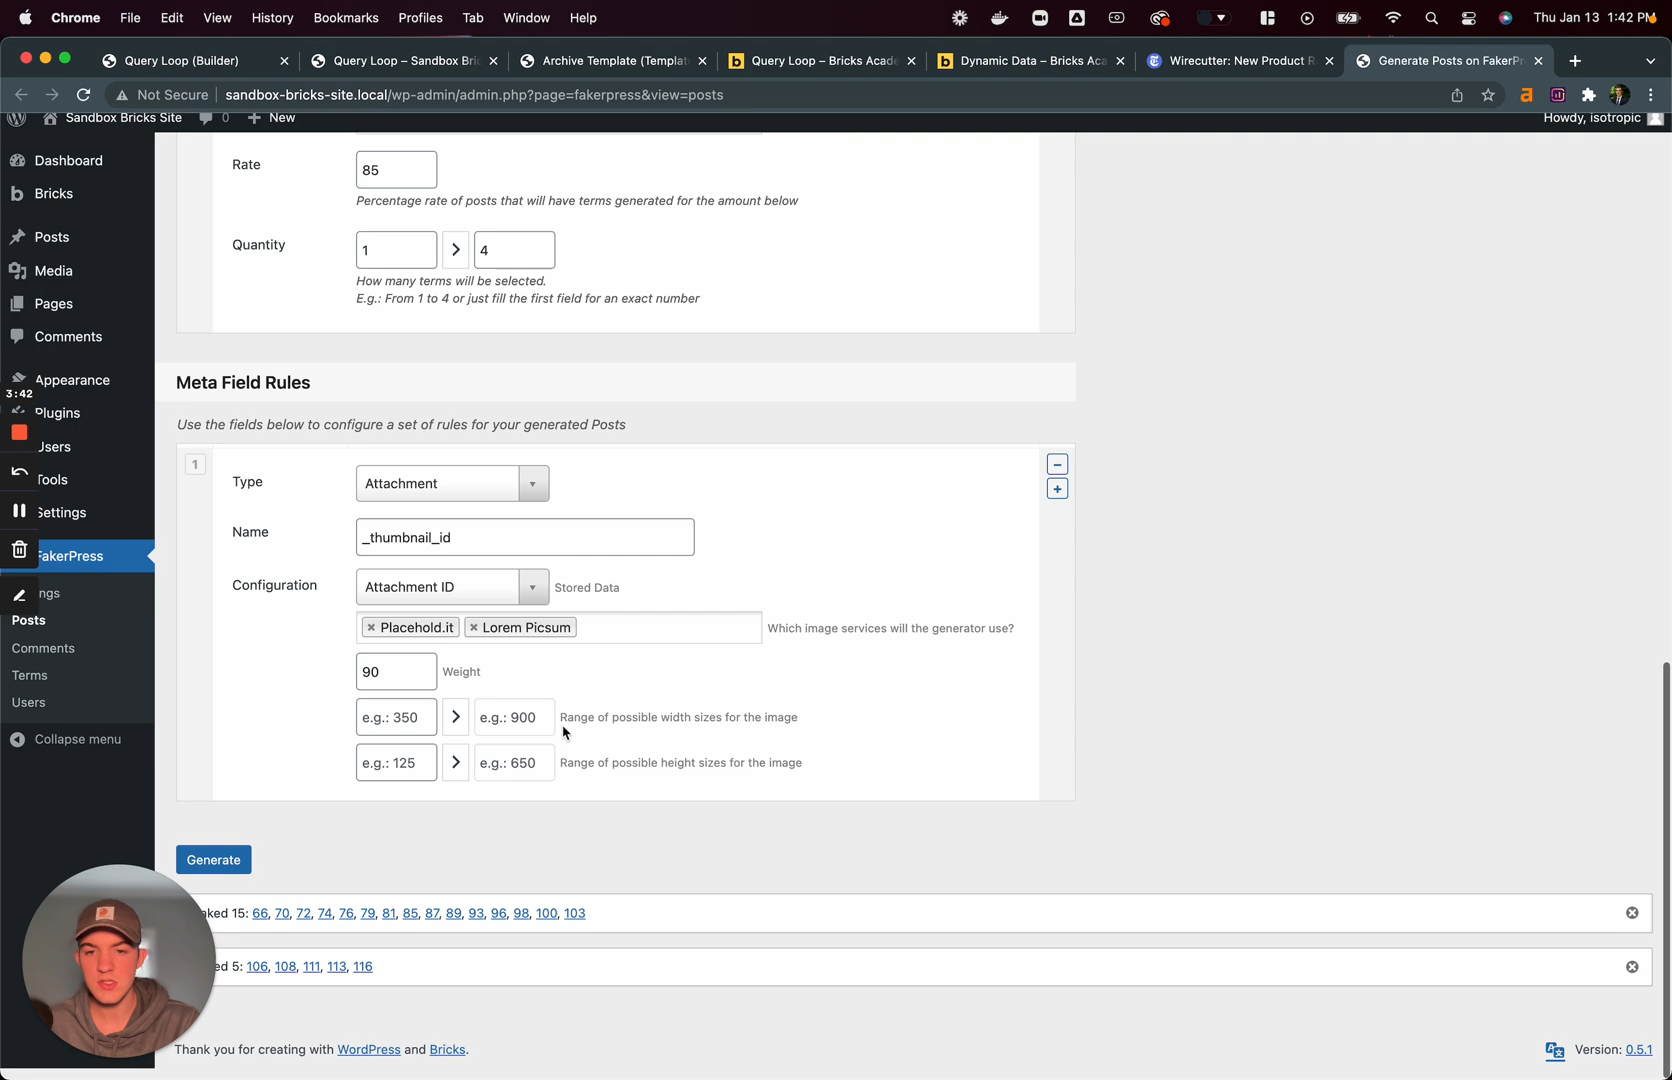 Chrome File Edit View History Bookmarks Profiles Tab Window Help Thu Jan 13 1:42 PM
Query Loop (Builder) Query Loop – Sandbox Bri Archive Template (Templat Query Loop – Bricks Acade Dynamic Data – Bricks Aca Wirecutter: New Product R Generate Posts on FakerPr
Not Secure sandbox-bricks-site.local/wp-admin/admin.php?page=fakerpress&view=posts
Sandbox Bricks Site 0 + New Howdy, isotropic
Dashboard
Bricks
Posts
Media
Pages
Comments
Appearance
3:42
Plugins
Users
Tools
Settings
FakerPress
ngs
Posts
Comments
Terms
Users
Collapse menu
Rate 85
Percentage rate of posts that will have terms generated for the amount below
Quantity 1 > 4
How many terms will be selected.
E.g.: From 1 to 4 or just fill the first field for an exact number
Meta Field Rules
Use the fields below to configure a set of rules for your generated Posts
1
Type Attachment
Name _thumbnail_id
Configuration Attachment ID Stored Data
× Placehold.it × Lorem Picsum Which image services will the generator use?
90 Weight
e.g.: 350 > e.g.: 900 Range of possible width sizes for the image
e.g.: 125 > e.g.: 650 Range of possible height sizes for the image
Generate
aked 15: 66, 70, 72, 74, 76, 79, 81, 85, 87, 89, 93, 96, 98, 100, 103
ed 5: 106, 108, 111, 113, 116
Thank you for creating with WordPress and Bricks.
Version: 0.5.1